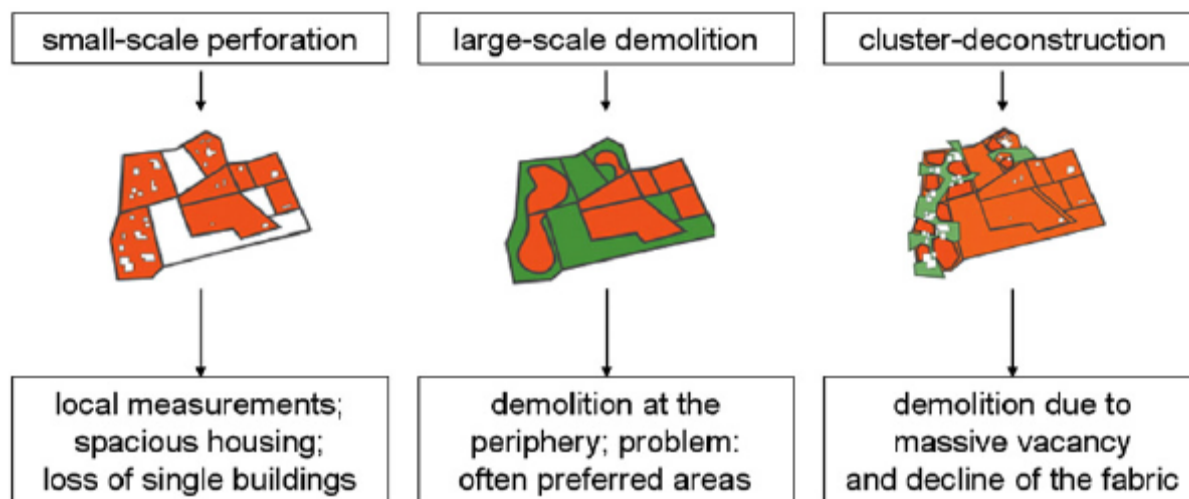 small-scale perforation
large-scale demolition
cluster-deconstruction
local measurements;
spacious housing;
loss of single buildings
demolition at the
periphery; problem:
often preferred areas
demolition due to
massive vacancy
and decline of the fabric